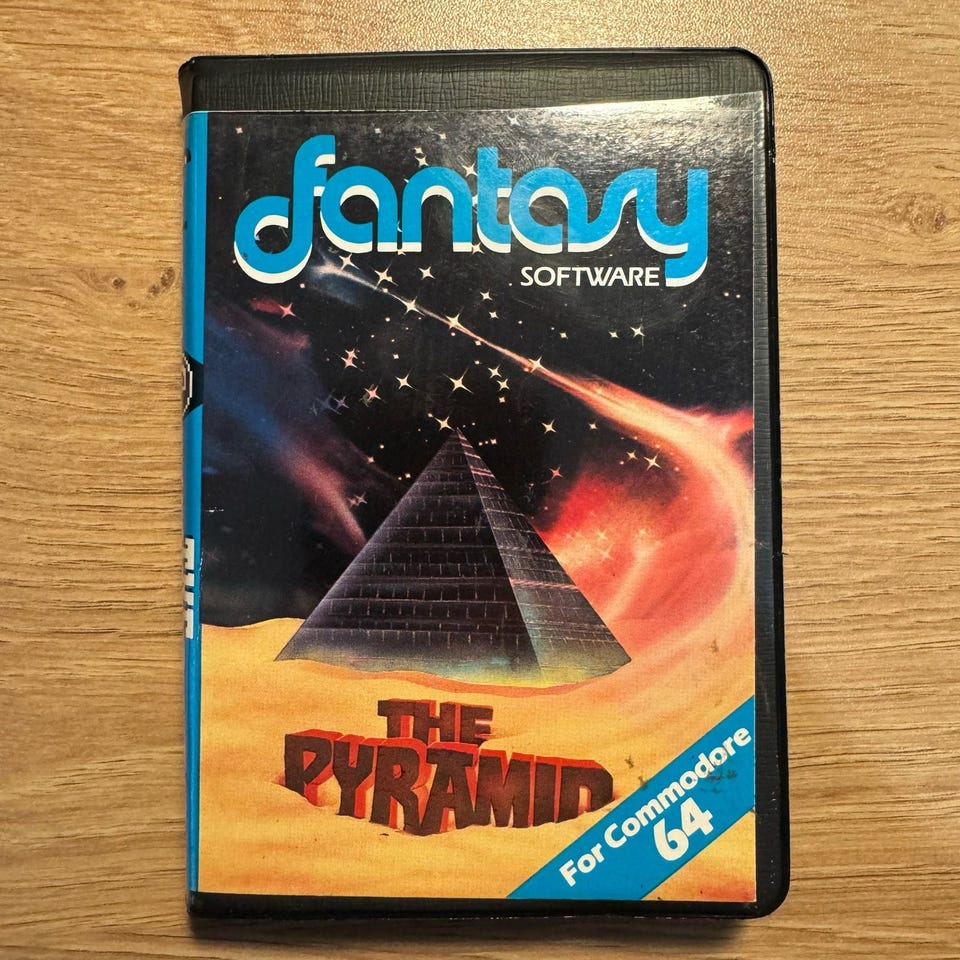 fantasy
SOFTWARE
THE
PYRAMID
For Commodore
64